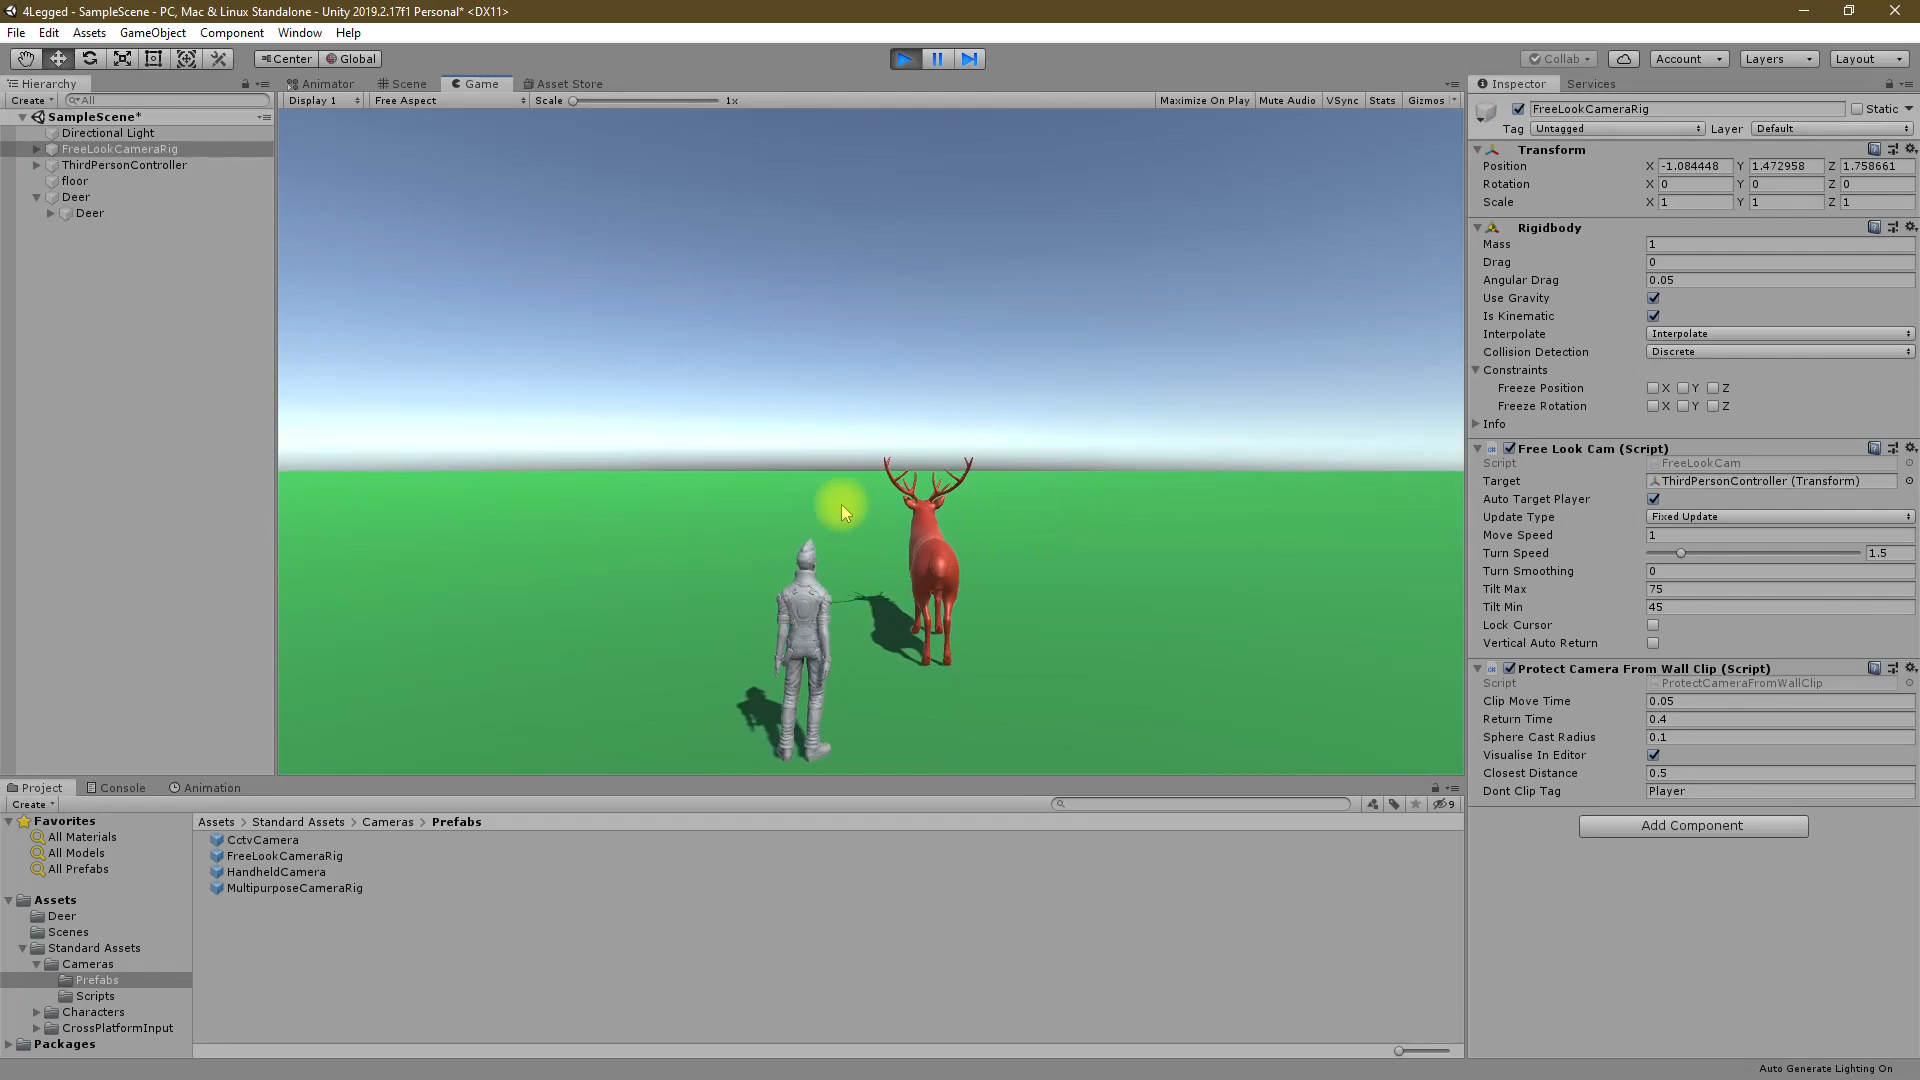 4Legged - SampleScene - PC, Mac & Linux Standalone - Unity 2019.2.17f1 Personal* <DX11>
File Edit Assets GameObject Component Window Help
Center Global Collab Account Layers Layout
Hierarchy
Create All
SampleScene*
Directional Light
FreeLookCameraRig
ThirdPersonController
floor
Deer
Deer
Animator Scene Game Asset Store
Display 1 Free Aspect Scale 1x Maximize On Play Mute Audio VSync Stats Gizmos
Inspector Services
FreeLookCameraRig Static
Tag Untagged Layer Default
Transform
Position X -1.084448 Y 1.472958 Z 1.758661
Rotation X 0 Y 0 Z 0
Scale X 1 Y 1 Z 1
Rigidbody
Mass 1
Drag 0
Angular Drag 0.05
Use Gravity
Is Kinematic
Interpolate Interpolate
Collision Detection Discrete
Constraints
Freeze Position X Y Z
Freeze Rotation X Y Z
Info
Free Look Cam (Script)
Script FreeLookCam
Target ThirdPersonController (Transform)
Auto Target Player
Update Type Fixed Update
Move Speed 1
Turn Speed 1.5
Turn Smoothing 0
Tilt Max 75
Tilt Min 45
Lock Cursor
Vertical Auto Return
Protect Camera From Wall Clip (Script)
Script ProtectCameraFromWallClip
Clip Move Time 0.05
Return Time 0.4
Sphere Cast Radius 0.1
Visualise In Editor
Closest Distance 0.5
Dont Clip Tag Player
Add Component
Project Console Animation
Create 9
Favorites
All Materials
All Models
All Prefabs
Assets
Deer
Scenes
Standard Assets
Cameras
Prefabs
Scripts
Characters
CrossPlatformInput
Packages
Assets > Standard Assets > Cameras > Prefabs
CctvCamera
FreeLookCameraRig
HandheldCamera
MultipurposeCameraRig
Auto Generate Lighting On